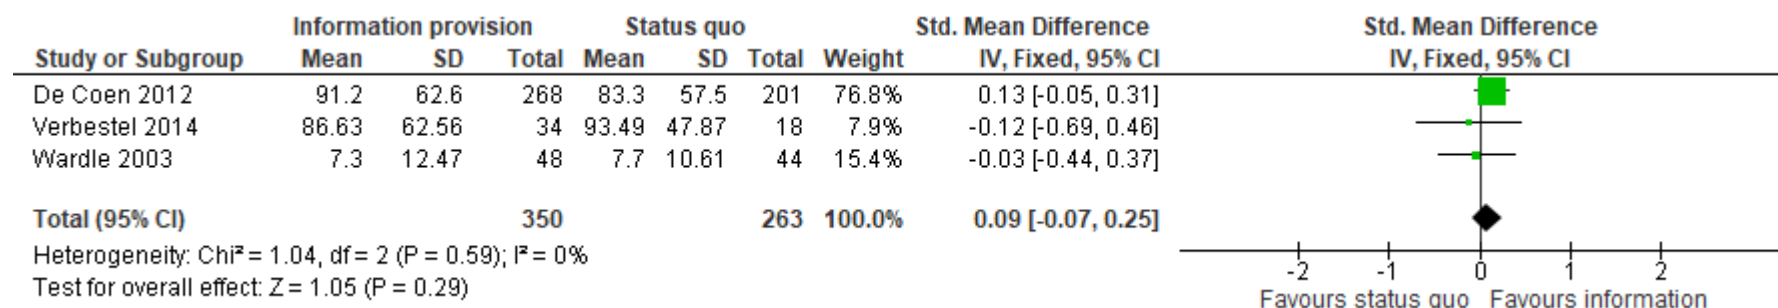 Information provision Status quo Std. Mean Difference Std. Mean Difference
Study or Subgroup Mean SD Total Mean SD Total Weight IV, Fixed, 95% CI IV, Fixed, 95% CI
De Coen 2012 91.2 62.6 268 83.3 57.5 201 76.8% 0.13 [-0.05, 0.31]
Verbestel 2014 86.63 62.56 34 93.49 47.87 18 7.9% -0.12 [-0.69, 0.46]
Wardle 2003 7.3 12.47 48 7.7 10.61 44 15.4% -0.03 [-0.44, 0.37]
Total (95% CI) 350 263 100.0% 0.09 [-0.07, 0.25]
Heterogeneity: Chi² = 1.04, df = 2 (P = 0.59); I² = 0%
Test for overall effect: Z = 1.05 (P = 0.29)
-2 -1 0 1 2
Favours status quo Favours information